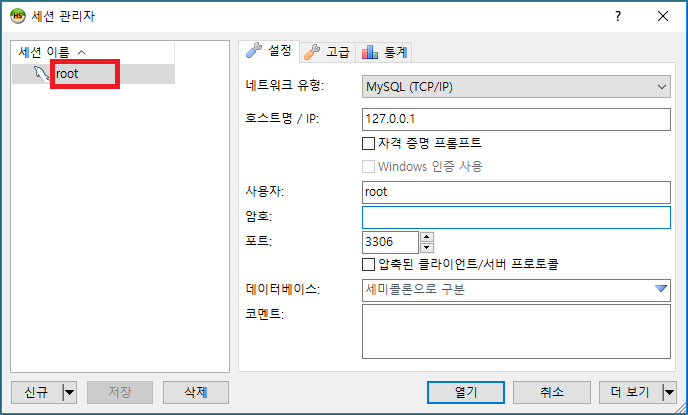 HS
세션 관리자
세션 이름
root
설정
고급
통계
네트워크 유형:
MySQL (TCP/IP)
호스트명 / IP:
127.0.0.1
자격 증명 프롬프트
Windows 인증 사용
사용자:
root
암호:
포트:
3306
압축된 클라이언트/서버 프로토콜
데이터베이스:
세미콜론으로 구분
코멘트:
신규
저장
삭제
열기
취소
더 보기